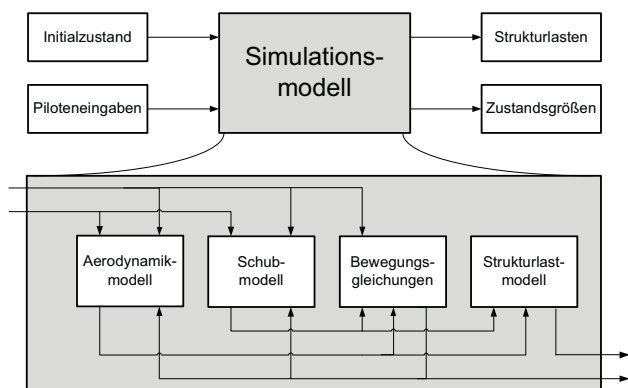 Initialzustand
Simulations-
modell
Strukturlasten
Piloteneingaben
Zustandsgrößen
Aerodynamik-
modell
Schub-
modell
Bewegungs-
gleichungen
Strukturlast-
modell